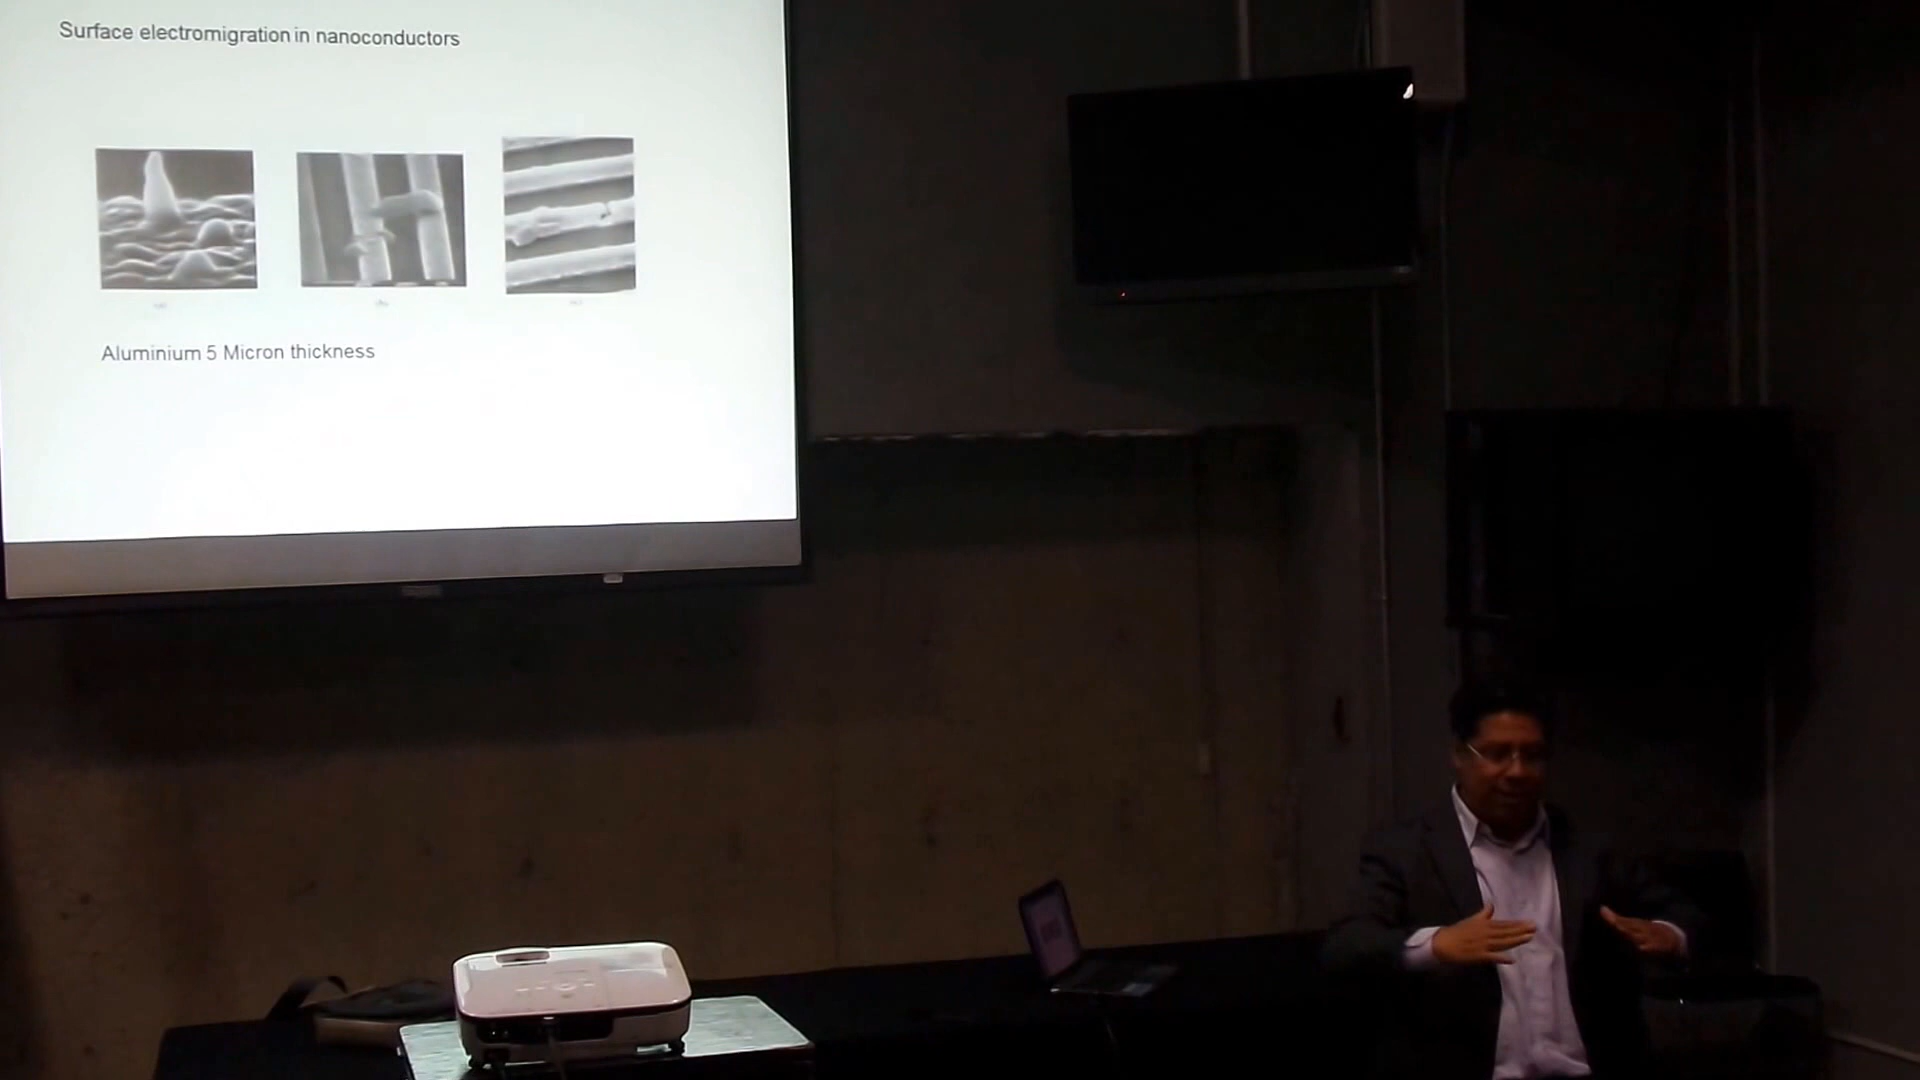 Surface electromigration in nanoconductors
Aluminium 5 Micron thickness